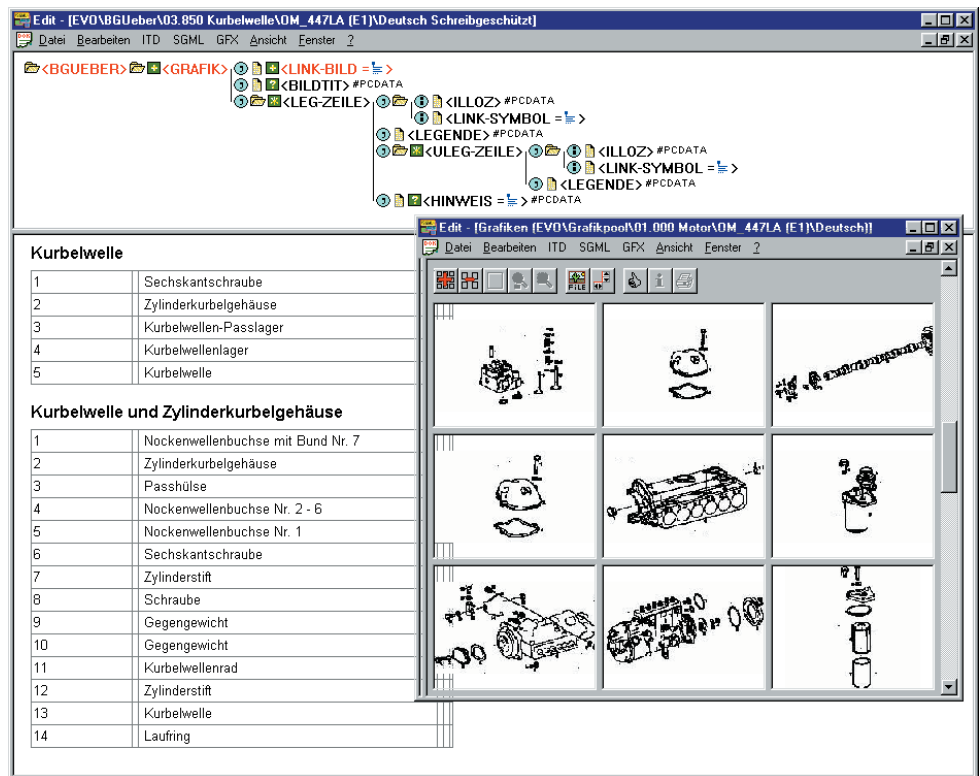 Edit - [EVO\BGUeber\03.850 Kurbelwelle\OM_447LA (E1)\Deutsch Schreibgeschützt]
Datei Bearbeiten ITD SGML GFX Ansicht Fenster ?
<BGUEBER> <GRAFIK> <LINK-BILD = >
<BILDTIT> #PCDATA
<LEG-ZEILE> <ILLOZ> #PCDATA
<LINK-SYMBOL = >
<LEGENDE> #PCDATA
<ULEG-ZEILE> <ILLOZ> #PCDATA
<LINK-SYMBOL = >
<LEGENDE> #PCDATA
<HINWEIS = > #PCDATA
Kurbelwelle
1 Sechskantschraube
2 Zylinderkurbelgehäuse
3 Kurbelwellen-Passlager
4 Kurbelwellenlager
5 Kurbelwelle
Kurbelwelle und Zylinderkurbelgehäuse
1 Nockenwellenbuchse mit Bund Nr. 7
2 Zylinderkurbelgehäuse
3 Passhülse
4 Nockenwellenbuchse Nr. 2 - 6
5 Nockenwellenbuchse Nr. 1
6 Sechskantschraube
7 Zylinderstift
8 Schraube
9 Gegengewicht
10 Gegengewicht
11 Kurbelwellenrad
12 Zylinderstift
13 Kurbelwelle
14 Laufring
Edit - [Grafiken (EVO\Grafikpool\01.000 Motor\OM_447LA (E1)\Deutsch)]
Datei Bearbeiten ITD SGML GFX Ansicht Fenster ?
FILE